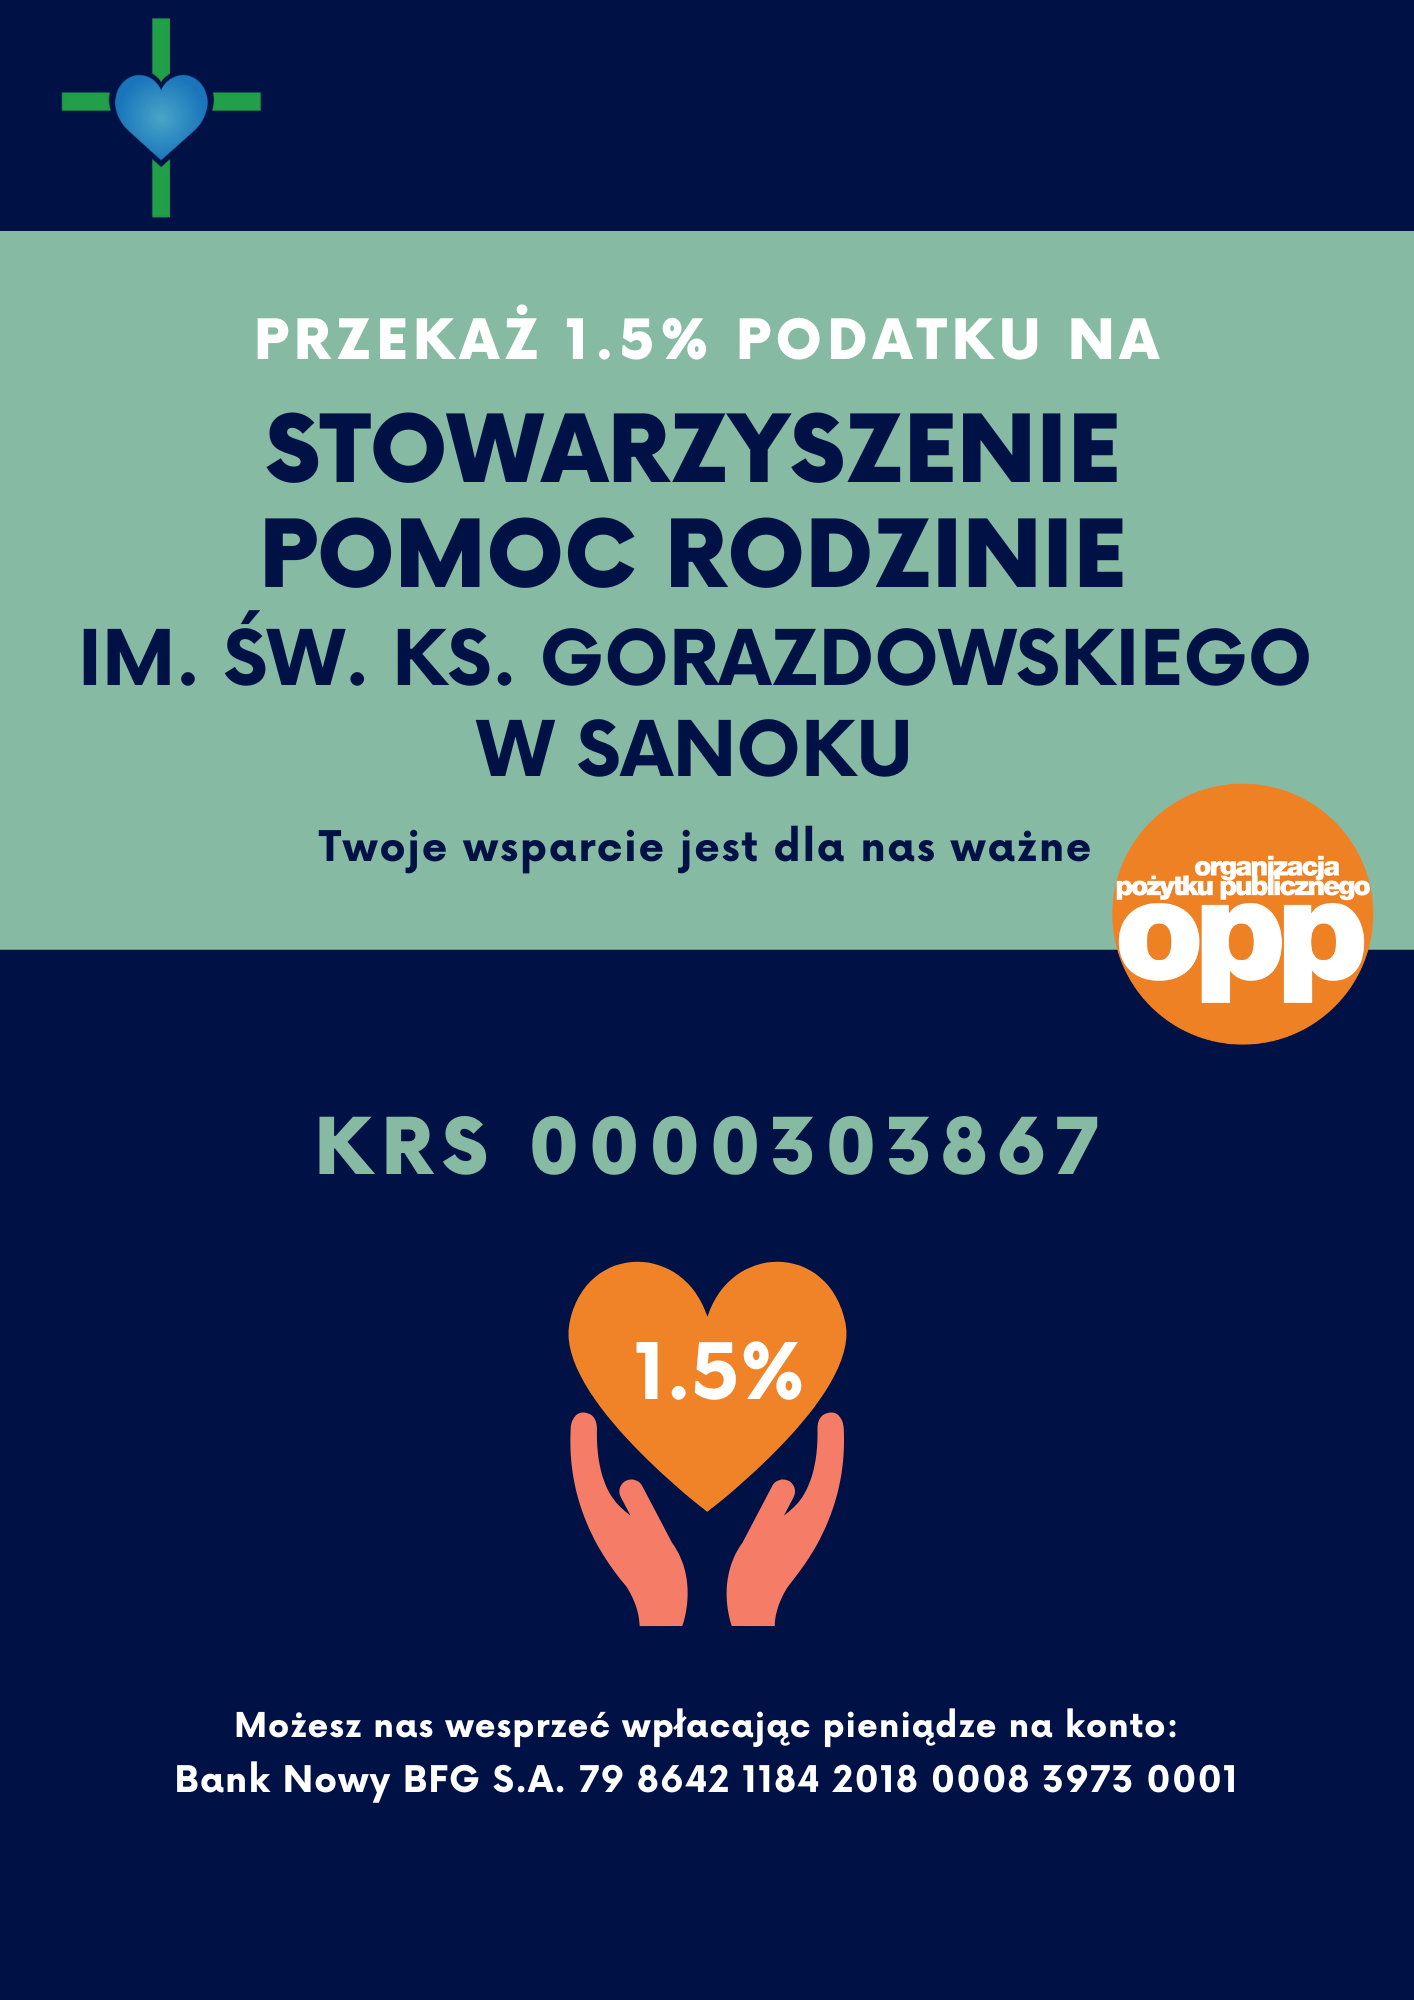 PRZEKAŻ 1.5% PODATKU NA
STOWARZYSZENIE
POMOC RODZINIE
IM. ŚW. KS. GORAZDOWSKIEGO
W SANOKU
Twoje wsparcie jest dla nas ważne
organizacja
pożytku publicznego
opp
KRS 0000303867
1.5%
Możesz nas wesprzeć wpłacając pieniądze na konto:
Bank Nowy BFG S.A. 79 8642 1184 2018 0008 3973 0001